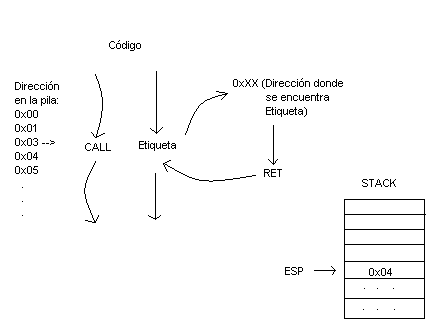 Código
Dirección
en la pila:
0x00
0x01
0x03 -->
0x04
0x05
.
.
.
CALL
Etiqueta
0xXX (Dirección donde
se encuentra
Etiqueta)
RET
STACK
ESP
0x04
. . .
. . .